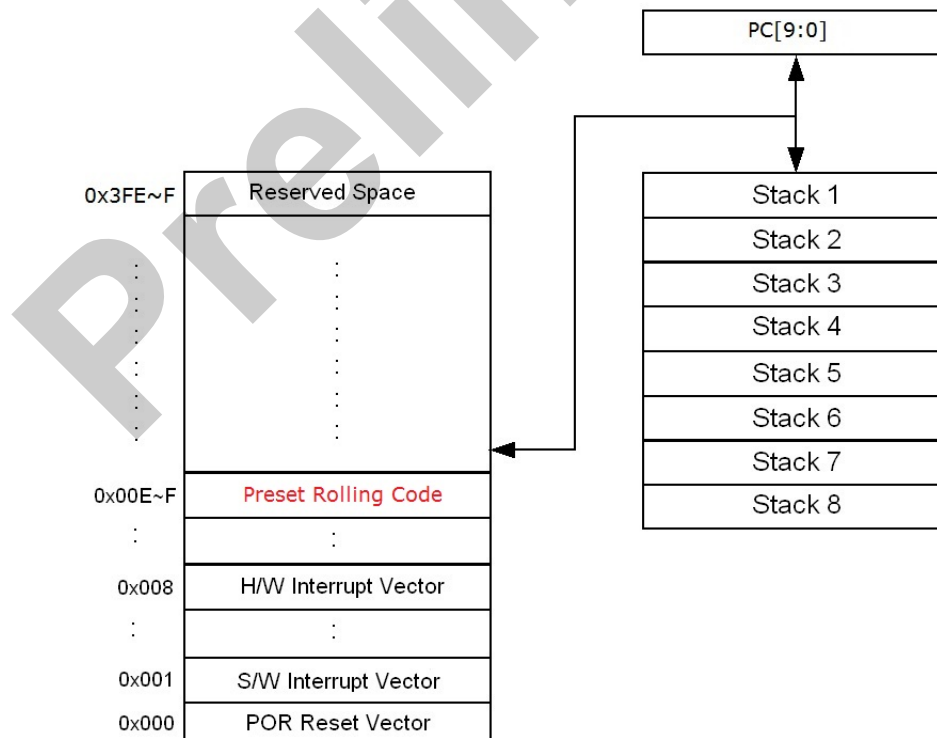 PC[9:0]
0x3FE~F Reserved Space
Stack 1
Stack 2
Stack 3
Stack 4
Stack 5
Stack 6
Stack 7
Stack 8
0x00E~F Preset Rolling Code
0x008 H/W Interrupt Vector
0x001 S/W Interrupt Vector
0x000 POR Reset Vector
Prelin